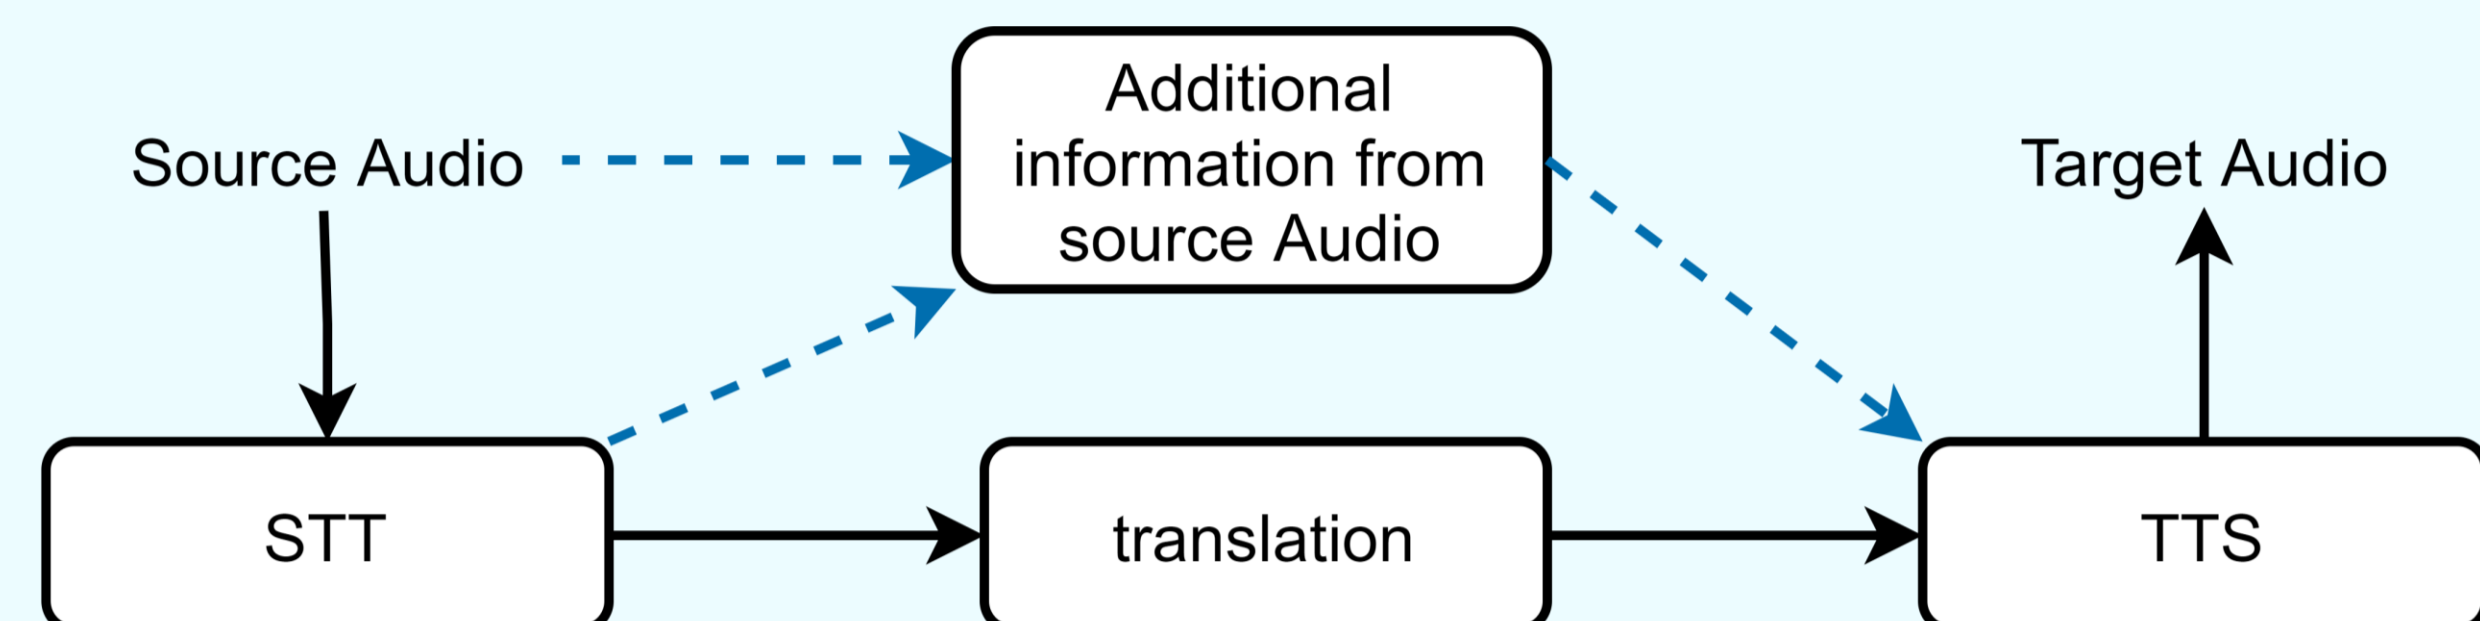 Source Audio
Additional
information from
source Audio
Target Audio
STT
translation
TTS